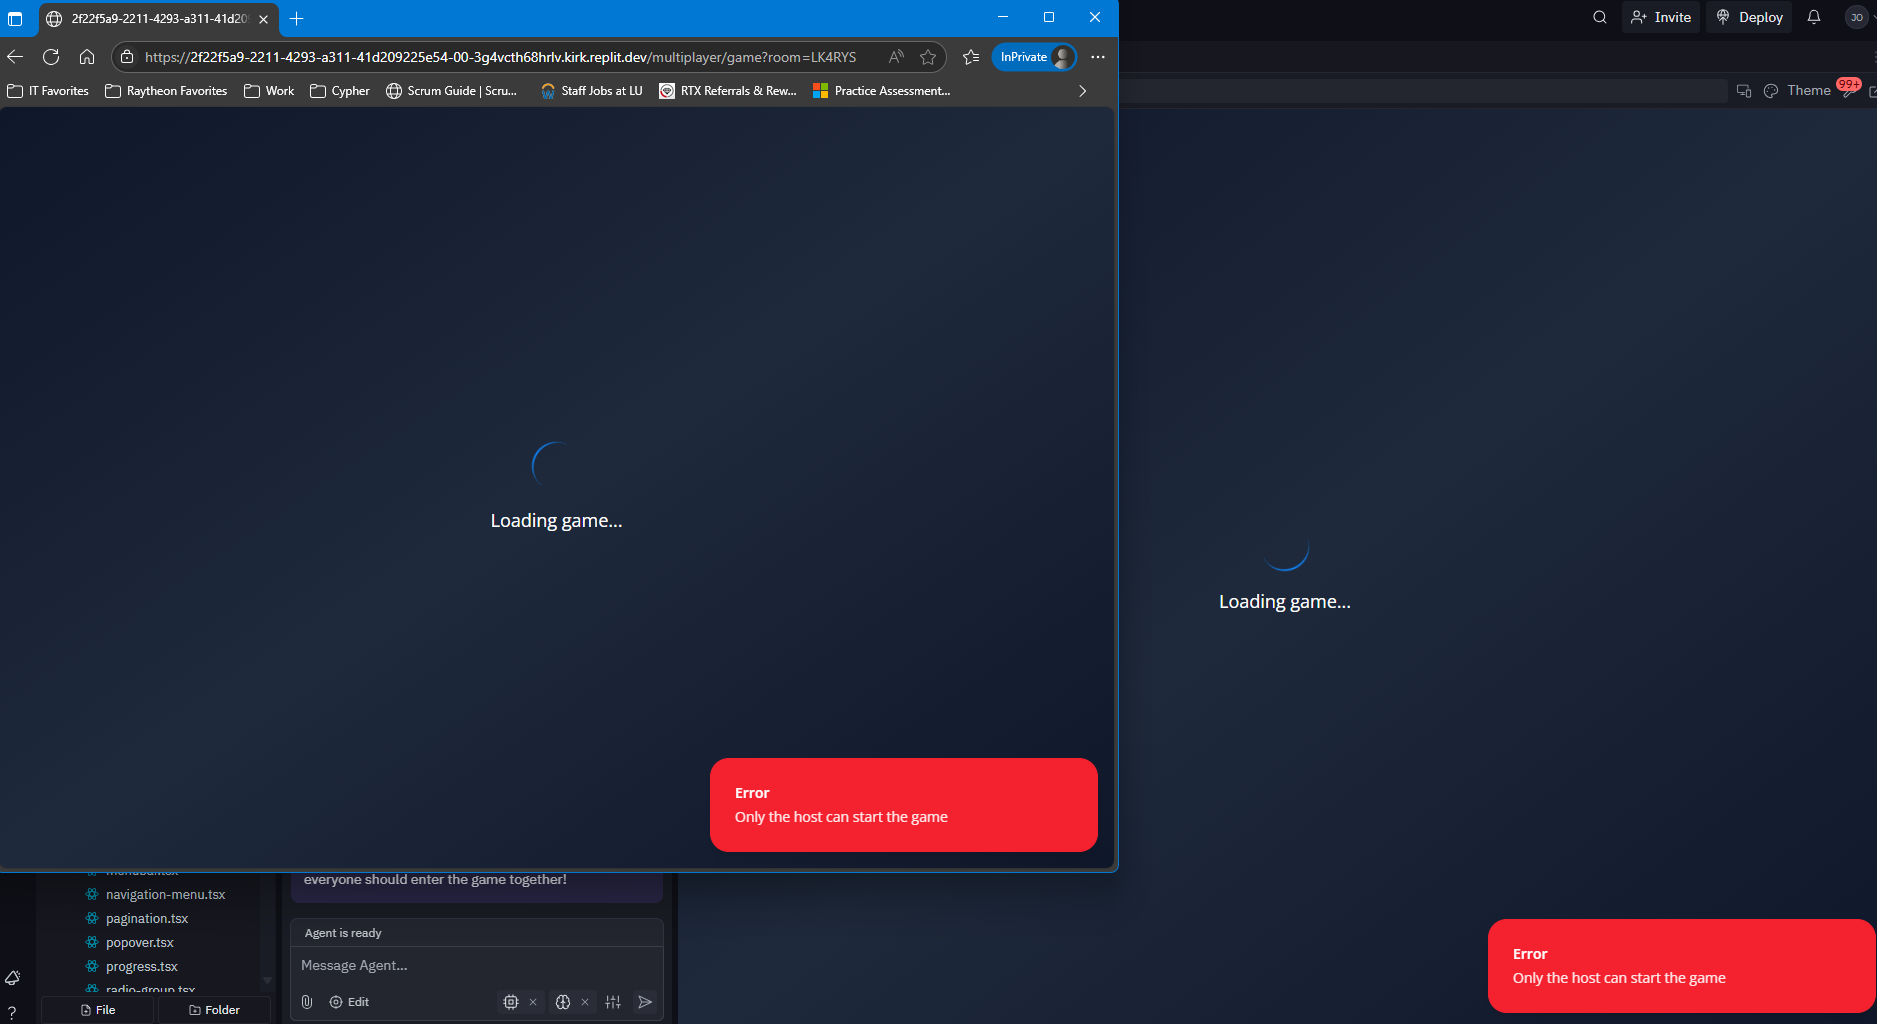 2f22f5a9-2211-4293-a311-41d20
Invite
Deploy
JO
https://2f22f5a9-2211-4293-a311-41d209225e54-00-3g4vcth68hrlv.kirk.replit.dev/multiplayer/game?room=LK4RYS
InPrivate
IT Favorites
Raytheon Favorites
Work
Cypher
Scrum Guide | Scru...
Staff Jobs at LU
RTX Referrals & Rew...
Practice Assessment...
Theme
99+
Loading game...
Loading game...
Error
Only the host can start the game
everyone should enter the game together!
navigation-menu.tsx
pagination.tsx
popover.tsx
progress.tsx
radio-group.tsx
Agent is ready
Message Agent...
Edit
File
Folder
Error
Only the host can start the game